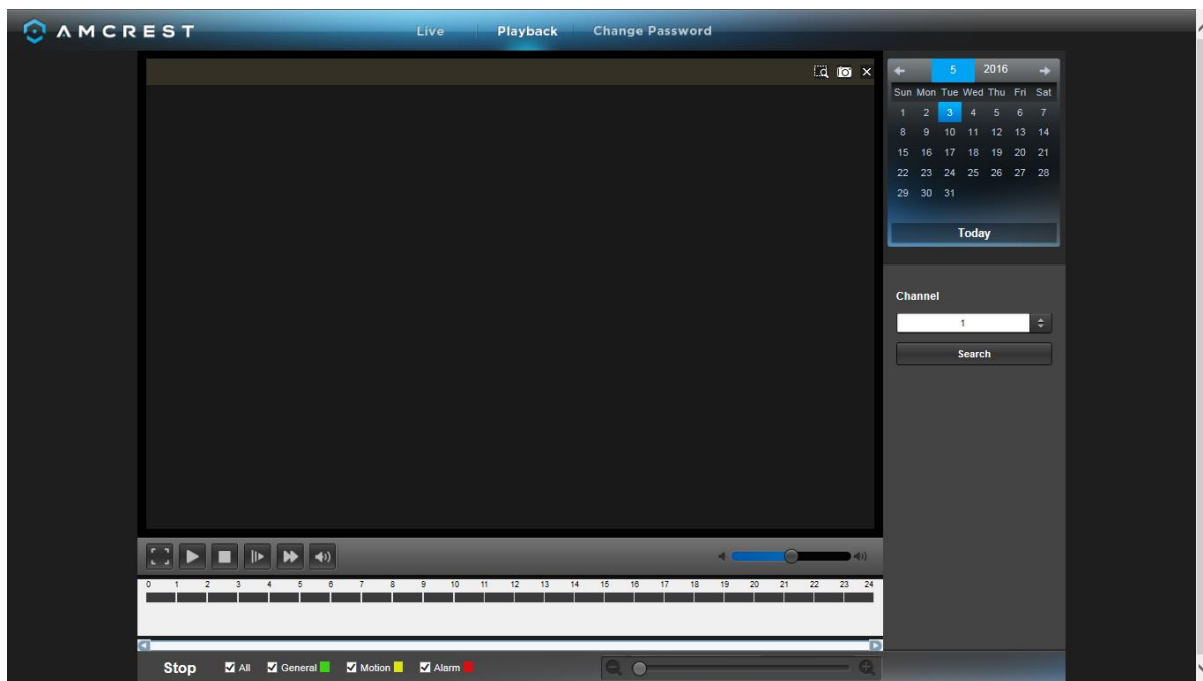 AMCREST
Live Playback Change Password
5 2016
Sun Mon Tue Wed Thu Fri Sat
1 2 3 4 5 6 7
8 9 10 11 12 13 14
15 16 17 18 19 20 21
22 23 24 25 26 27 28
29 30 31
Today
Channel
1
Search
0 1 2 3 4 5 6 7 8 9 10 11 12 13 14 15 16 17 18 19 20 21 22 23 24
Stop All General Motion Alarm